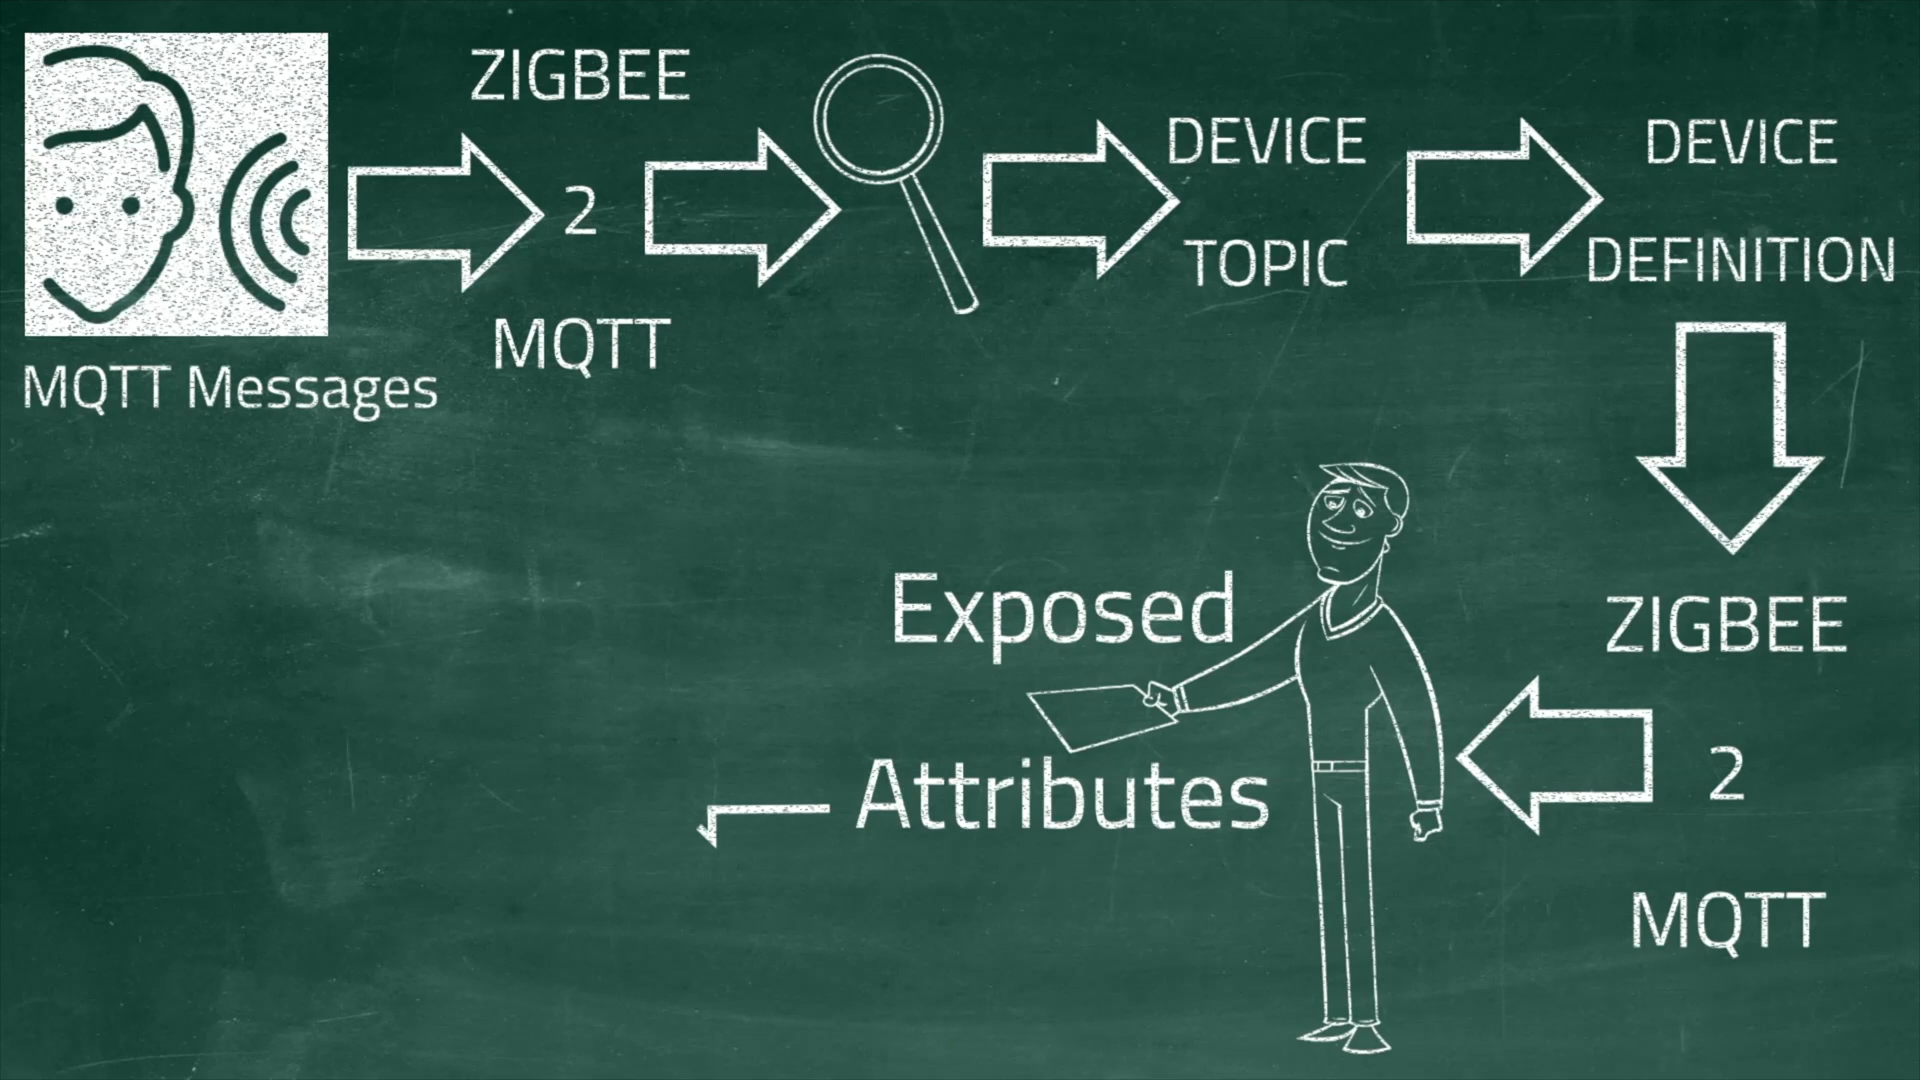 ZIGBEE
2
MQTT
MQTT Messages
DEVICE
TOPIC
DEVICE
DEFINITION
ZIGBEE
2
MQTT
Exposed
Attributes